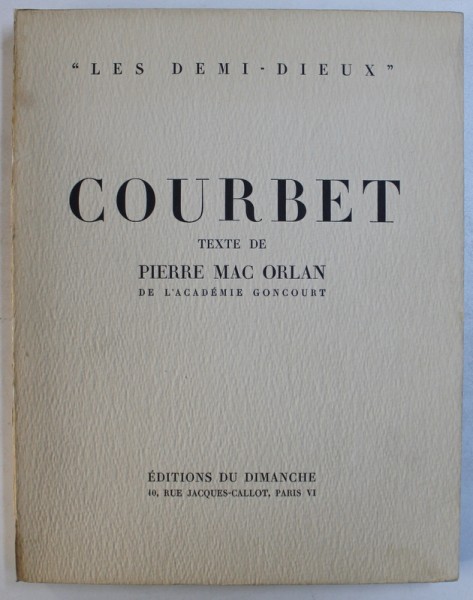 “ LES DEMI-DIEUX ”
COURBET
TEXTE DE
PIERRE MAC ORLAN
DE L'ACADÉMIE GONCOURT
ÉDITIONS DU DIMANCHE
10, RUE JACQUES-CALLOT, PARIS VI